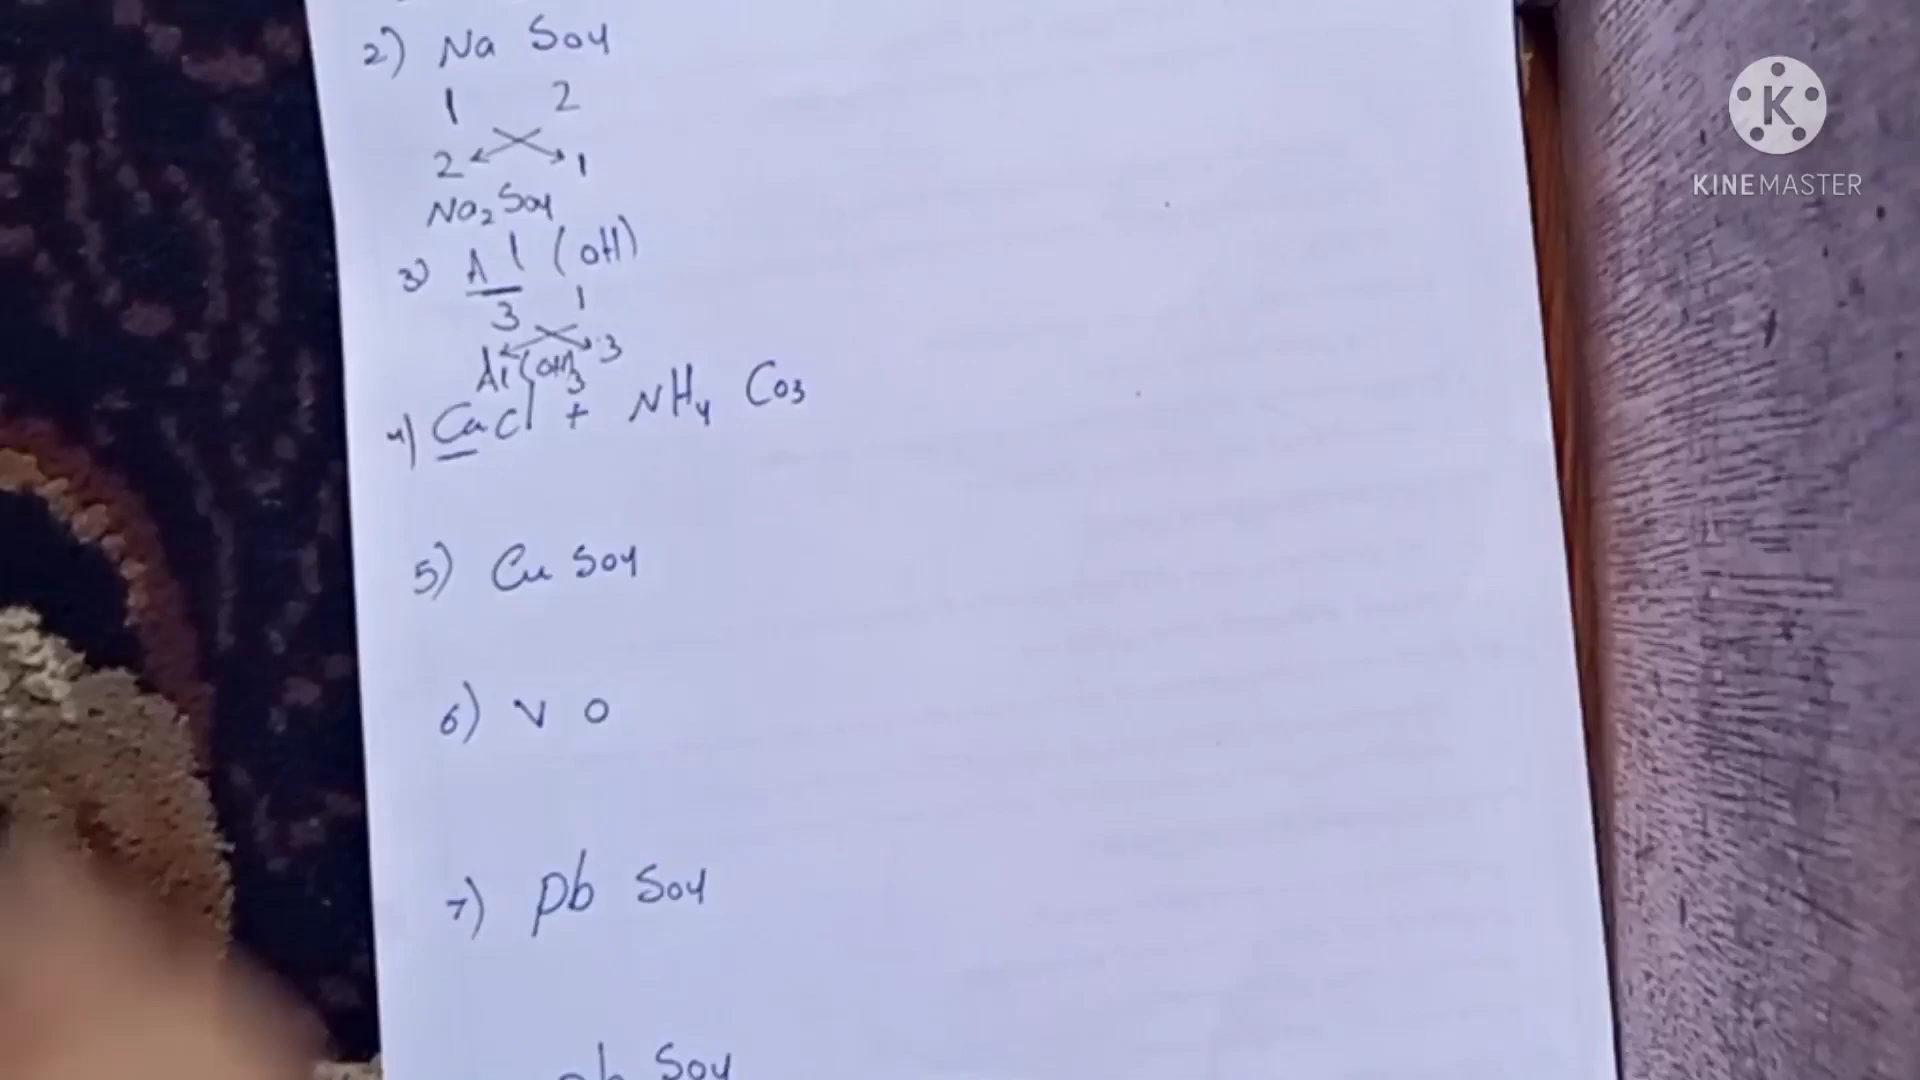 2) Na So4
1 2
2 1
Na2 So4
3) Al (OH)
3 1
3
Al(OH)3
4) CaCl + NH4 Co3
5) Cu So4
6) V O
7) Pb So4
So4
K
KINEMASTER